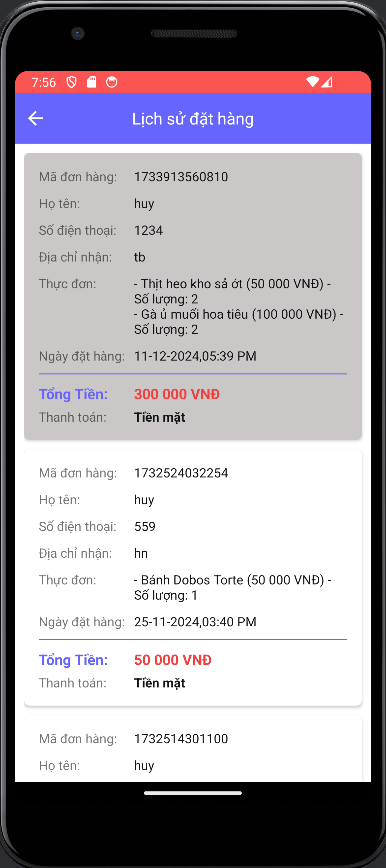 7:56
Lịch sử đặt hàng
Mã đơn hàng: 1733913560810
Họ tên: huy
Số điện thoại: 1234
Địa chỉ nhận: tb
Thực đơn: - Thịt heo kho sả ớt (50 000 VNĐ) -
Số lượng: 2
- Gà ủ muối hoa tiêu (100 000 VNĐ) -
Số lượng: 2
Ngày đặt hàng: 11-12-2024,05:39 PM
Tổng Tiền: 300 000 VNĐ
Thanh toán: Tiền mặt
Mã đơn hàng: 1732524032254
Họ tên: huy
Số điện thoại: 559
Địa chỉ nhận: hn
Thực đơn: - Bánh Dobos Torte (50 000 VNĐ) -
Số lượng: 1
Ngày đặt hàng: 25-11-2024,03:40 PM
Tổng Tiền: 50 000 VNĐ
Thanh toán: Tiền mặt
Mã đơn hàng: 1732514301100
Họ tên: huy